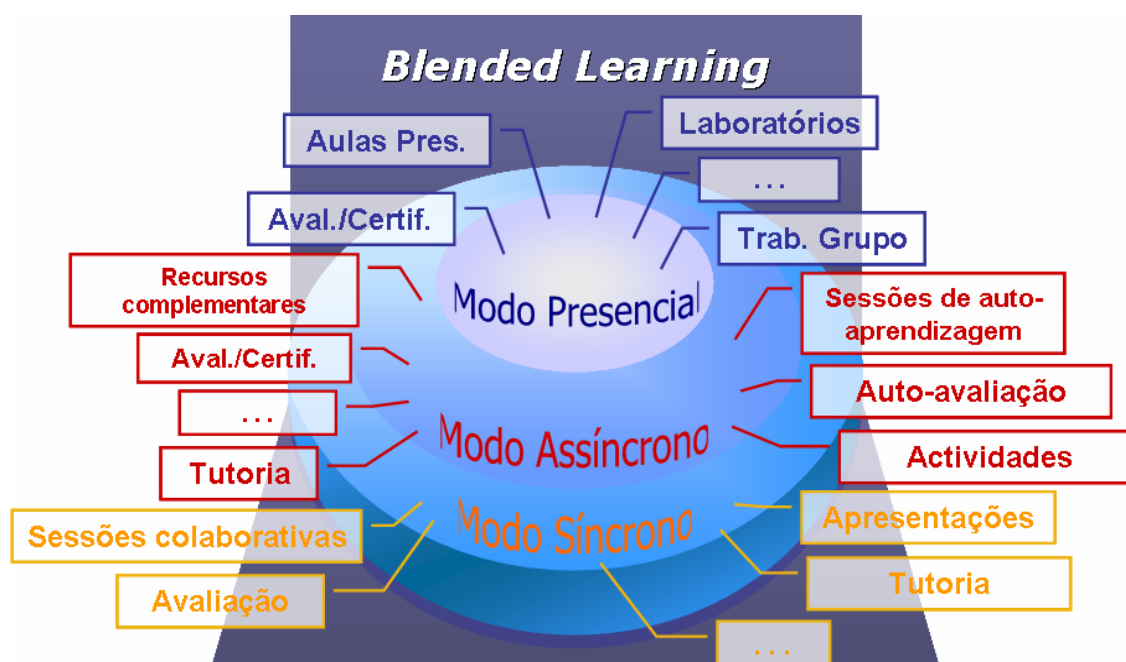 Blended Learning
Laboratórios
Aulas Pres.
...
Aval./Certif.
Trab. Grupo
Modo Presencial
Recursos
complementares
Sessões de auto-
aprendizagem
Aval./Certif.
Auto-avaliação
...
Modo Assíncrono
Tutoria
Actividades
Sessões colaborativas
Modo Síncrono
Apresentações
Avaliação
Tutoria
...